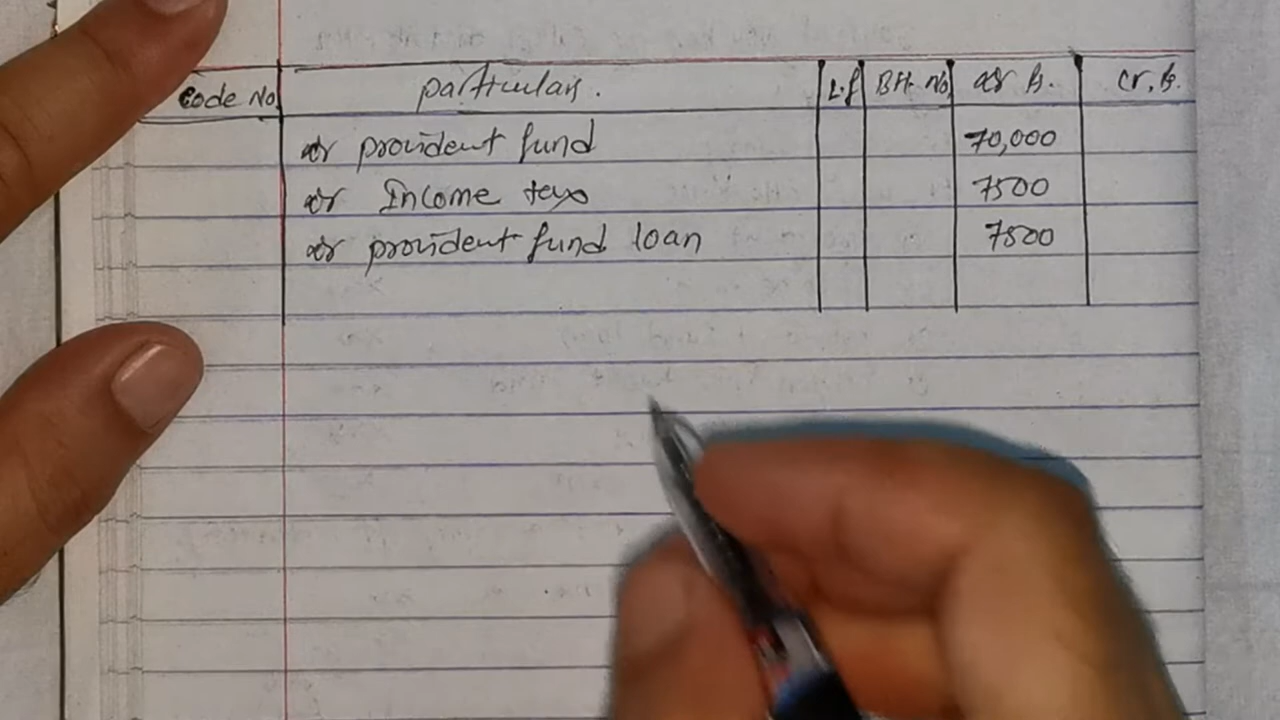 Code No particulars. L.f BH. No dr Rs. cr. Rs.
dr provident fund 70,000
dr Income tax 7500
dr provident fund loan 7500